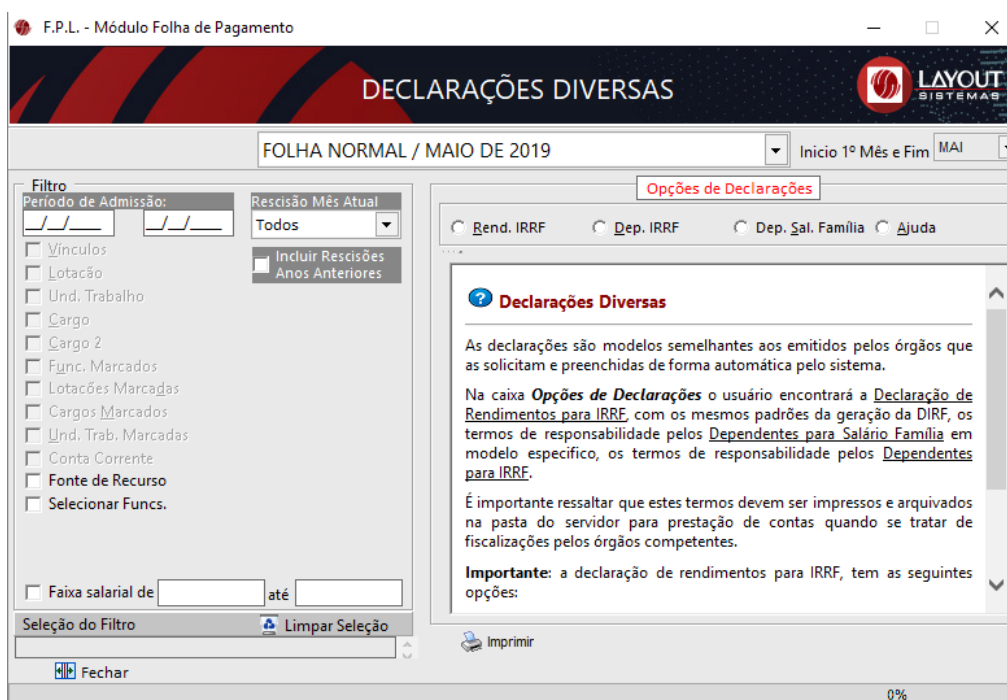 F.P.L. - Módulo Folha de Pagamento
DECLARAÇÕES DIVERSAS
LAYOUT
SISTEMAS
FOLHA NORMAL / MAIO DE 2019
Inicio 1º Mês e Fim
MAI
Filtro
Período de Admissão:
Rescisão Mês Atual
__/__/____
__/__/____
Todos
Vínculos
Incluir Rescisões
Anos Anteriores
Lotacão
Und. Trabalho
Cargo
Cargo 2
Func. Marcados
Lotacões Marcadas
Cargos Marcados
Und. Trab. Marcadas
Conta Corrente
Fonte de Recurso
Selecionar Funcs.
Faixa salarial de
até
Seleção do Filtro
Limpar Seleção
Fechar
Opções de Declarações
Rend. IRRF
Dep. IRRF
Dep. Sal. Família
Ajuda
Declarações Diversas
As declarações são modelos semelhantes aos emitidos pelos órgãos que
as solicitam e preenchidas de forma automática pelo sistema.
Na caixa Opções de Declarações o usuário encontrará a Declaração de
Rendimentos para IRRF, com os mesmos padrões da geração da DIRF, os
termos de responsabilidade pelos Dependentes para Salário Família em
modelo especifico, os termos de responsabilidade pelos Dependentes
para IRRF.
É importante ressaltar que estes termos devem ser impressos e arquivados
na pasta do servidor para prestação de contas quando se tratar de
fiscalizações pelos órgãos competentes.
Importante: a declaração de rendimentos para IRRF, tem as seguintes
opções:
Imprimir
0%